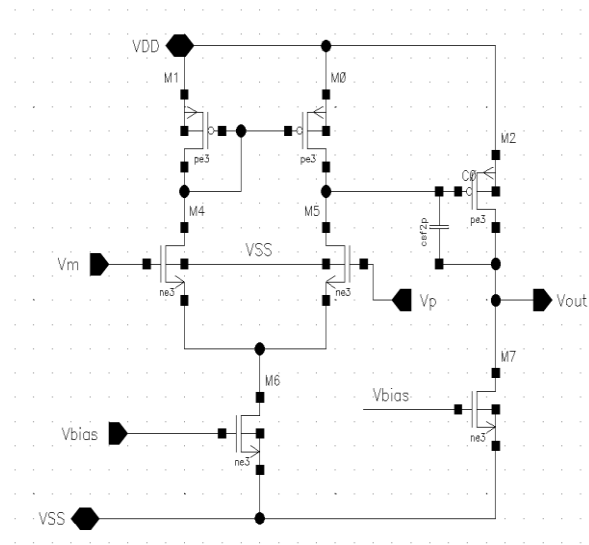 VDD
M1
MØ
pe3
pe3
M2
CØ
pe3
csf2p
M4
M5
VSS
Vm
ne3
ne3
Vp
Vout
M6
M7
Vbias
Vbias
ne3
ne3
VSS